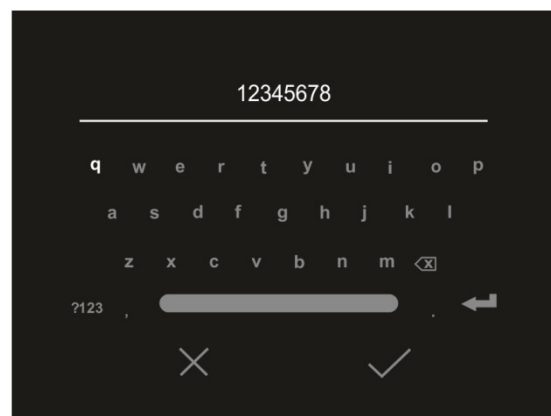 12345678
q w e r t y u i o p
a s d f g h j k l
z x c v b n m
?123 , .